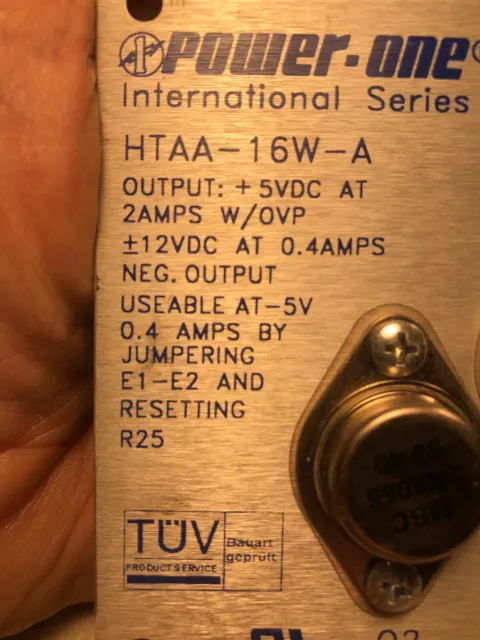 POWER-ONE
International Series
HTAA-16W-A
OUTPUT: +5VDC AT
2AMPS W/OVP
±12VDC AT 0.4AMPS
NEG. OUTPUT
USEABLE AT-5V
0.4 AMPS BY
JUMPERING
E1-E2 AND
RESETTING
R25
TÜV
PRODUCT SERVICE
Bauart
geprüft